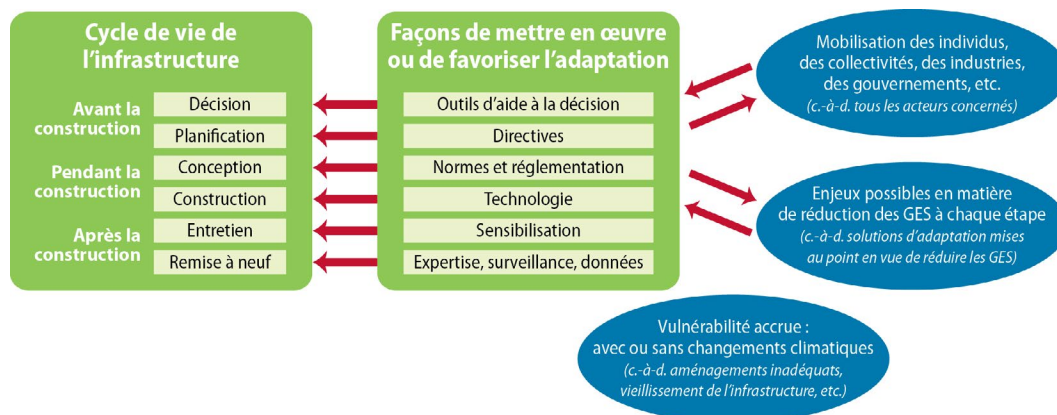 Cycle de vie de
l’infrastructure
Avant la
construction
Décision
Planification
Pendant la
construction
Conception
Construction
Après la
construction
Entretien
Remise à neuf
Façons de mettre en œuvre
ou de favoriser l’adaptation
Outils d’aide à la décision
Directives
Normes et réglementation
Technologie
Sensibilisation
Expertise, surveillance, données
Mobilisation des individus,
des collectivités, des industries,
des gouvernements, etc.
(c.-à-d. tous les acteurs concernés)
Enjeux possibles en matière
de réduction des GES à chaque étape
(c.-à-d. solutions d’adaptation mises
au point en vue de réduire les GES)
Vulnérabilité accrue :
avec ou sans changements climatiques
(c.-à-d. aménagements inadéquats,
vieillissement de l’infrastructure, etc.)